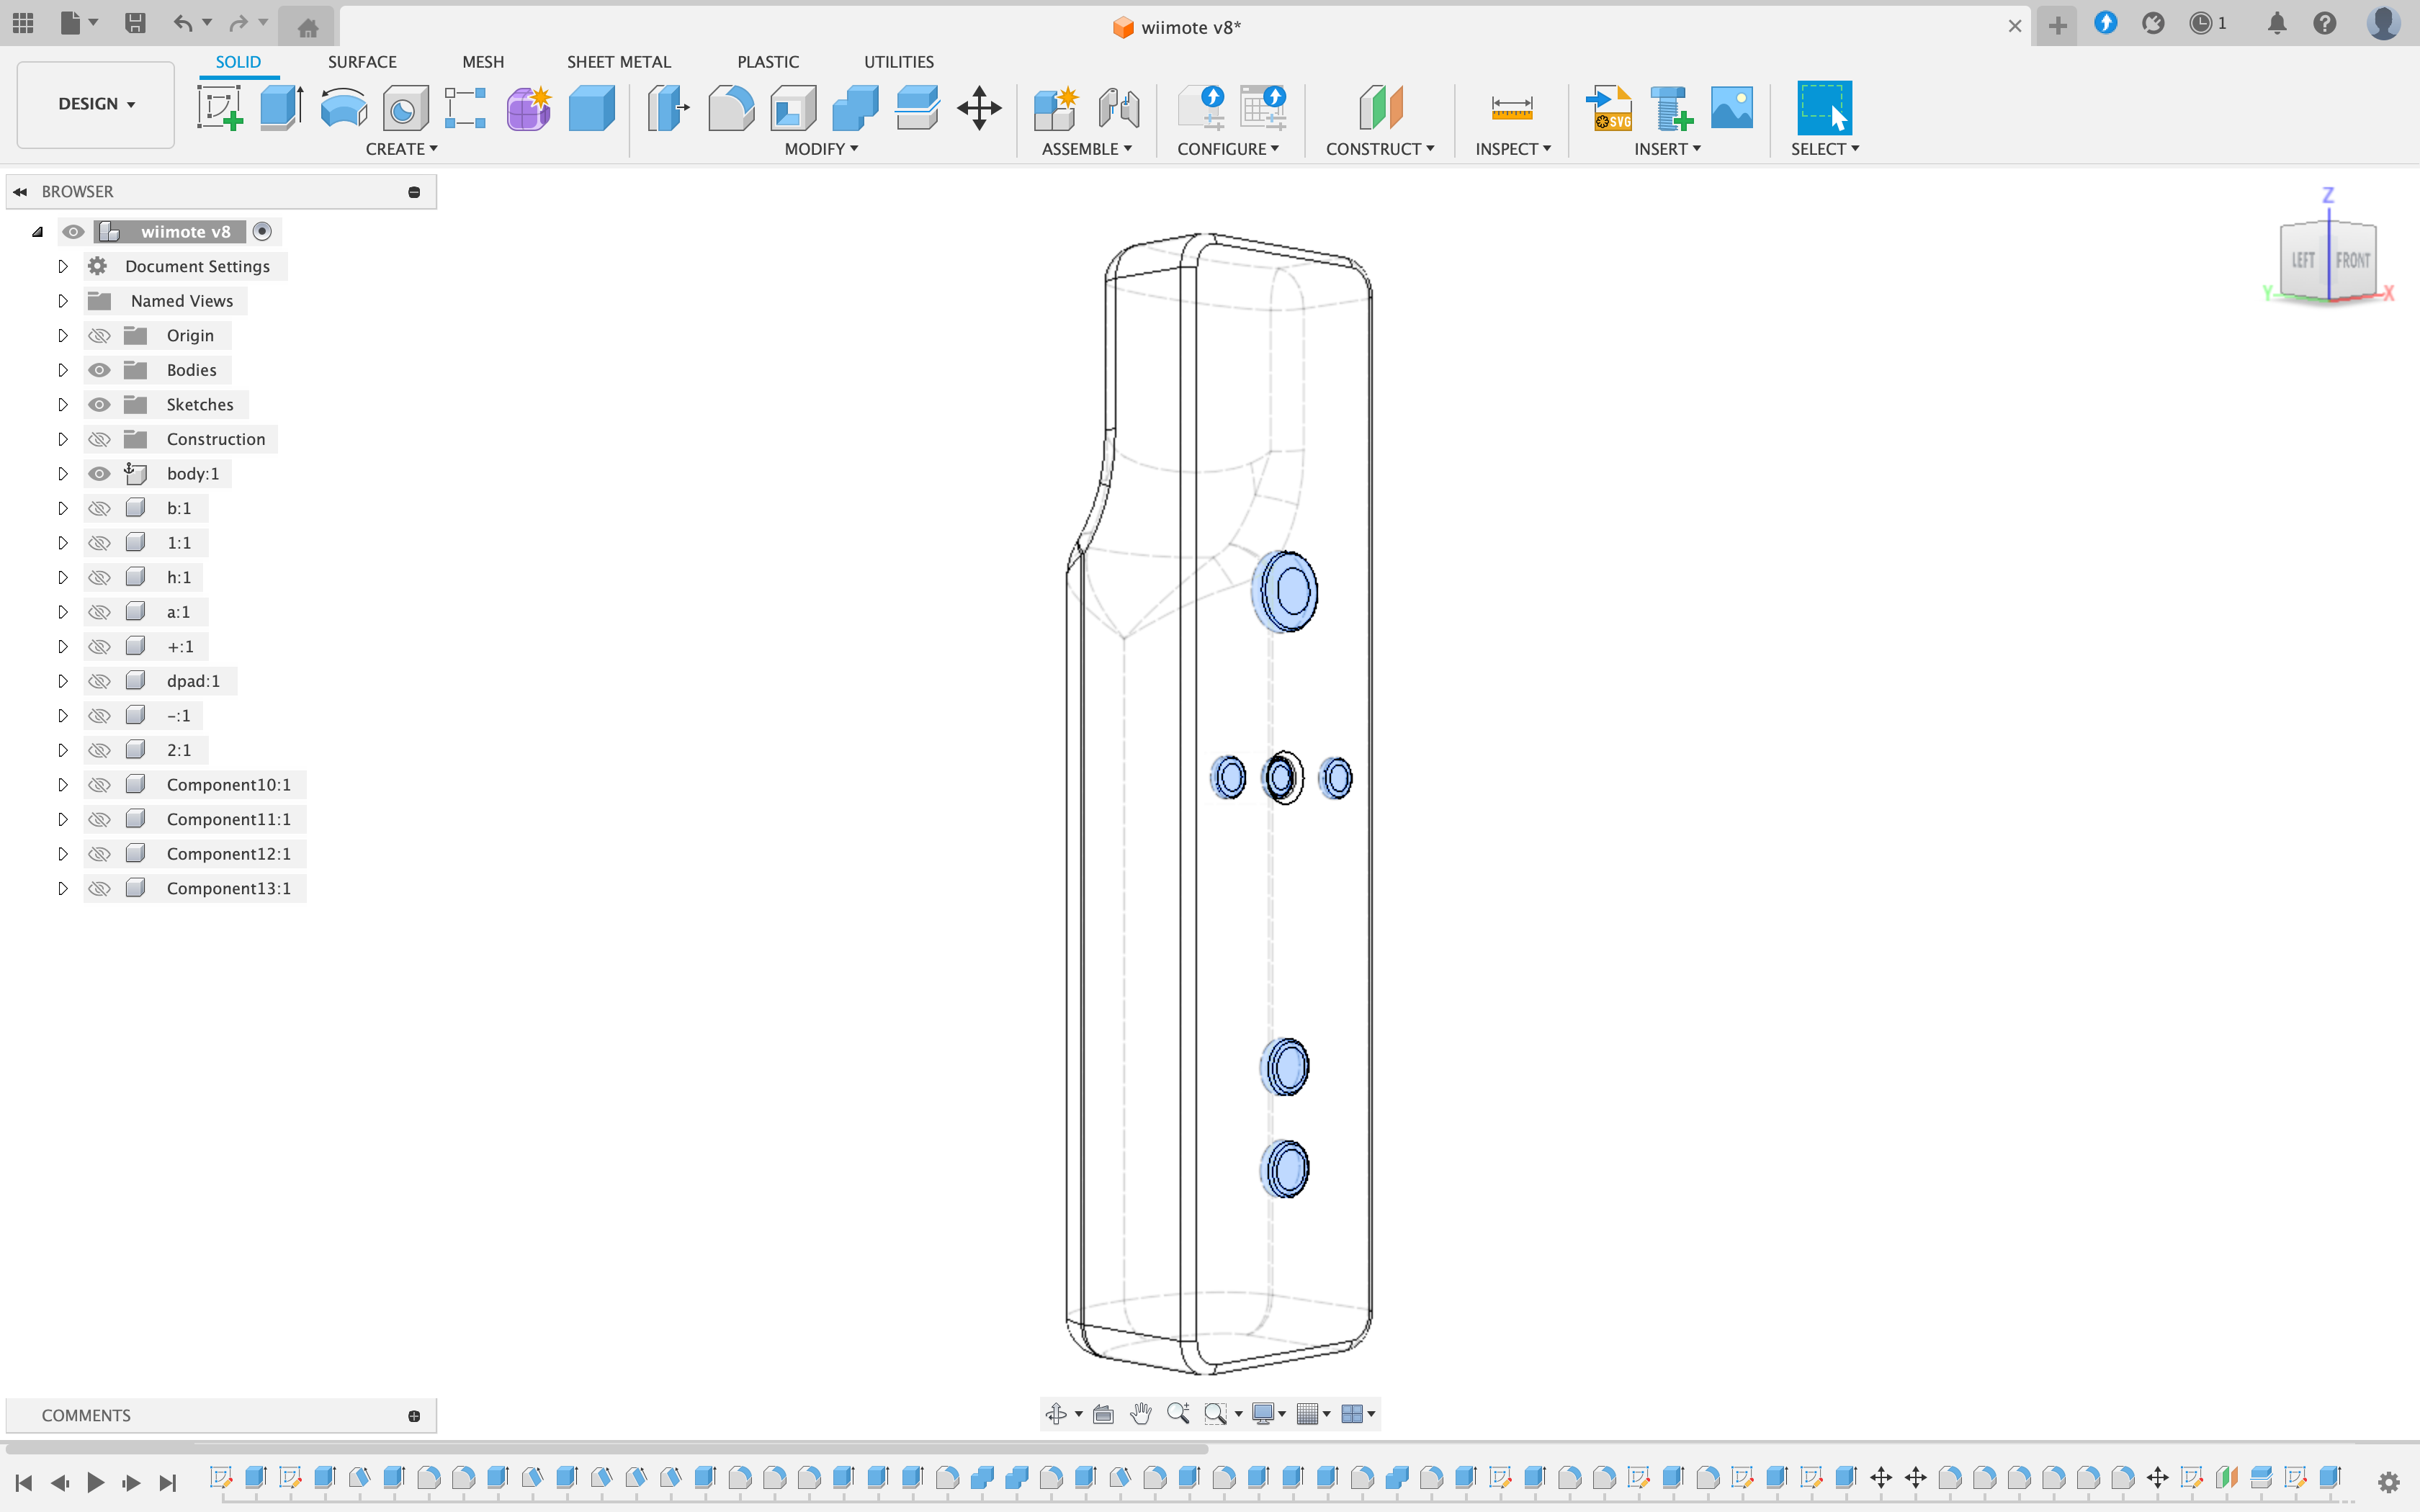 wiimote v8*
1
SOLID
SURFACE
MESH
SHEET METAL
PLASTIC
UTILITIES
DESIGN
SVG
CREATE
MODIFY
ASSEMBLE
CONFIGURE
CONSTRUCT
INSPECT
INSERT
SELECT
BROWSER
wiimote v8
Document Settings
Named Views
Origin
Bodies
Sketches
Construction
body:1
b:1
1:1
h:1
a:1
+:1
dpad:1
-:1
2:1
Component10:1
Component11:1
Component12:1
Component13:1
Z
LEFT
FRONT
Y
X
COMMENTS